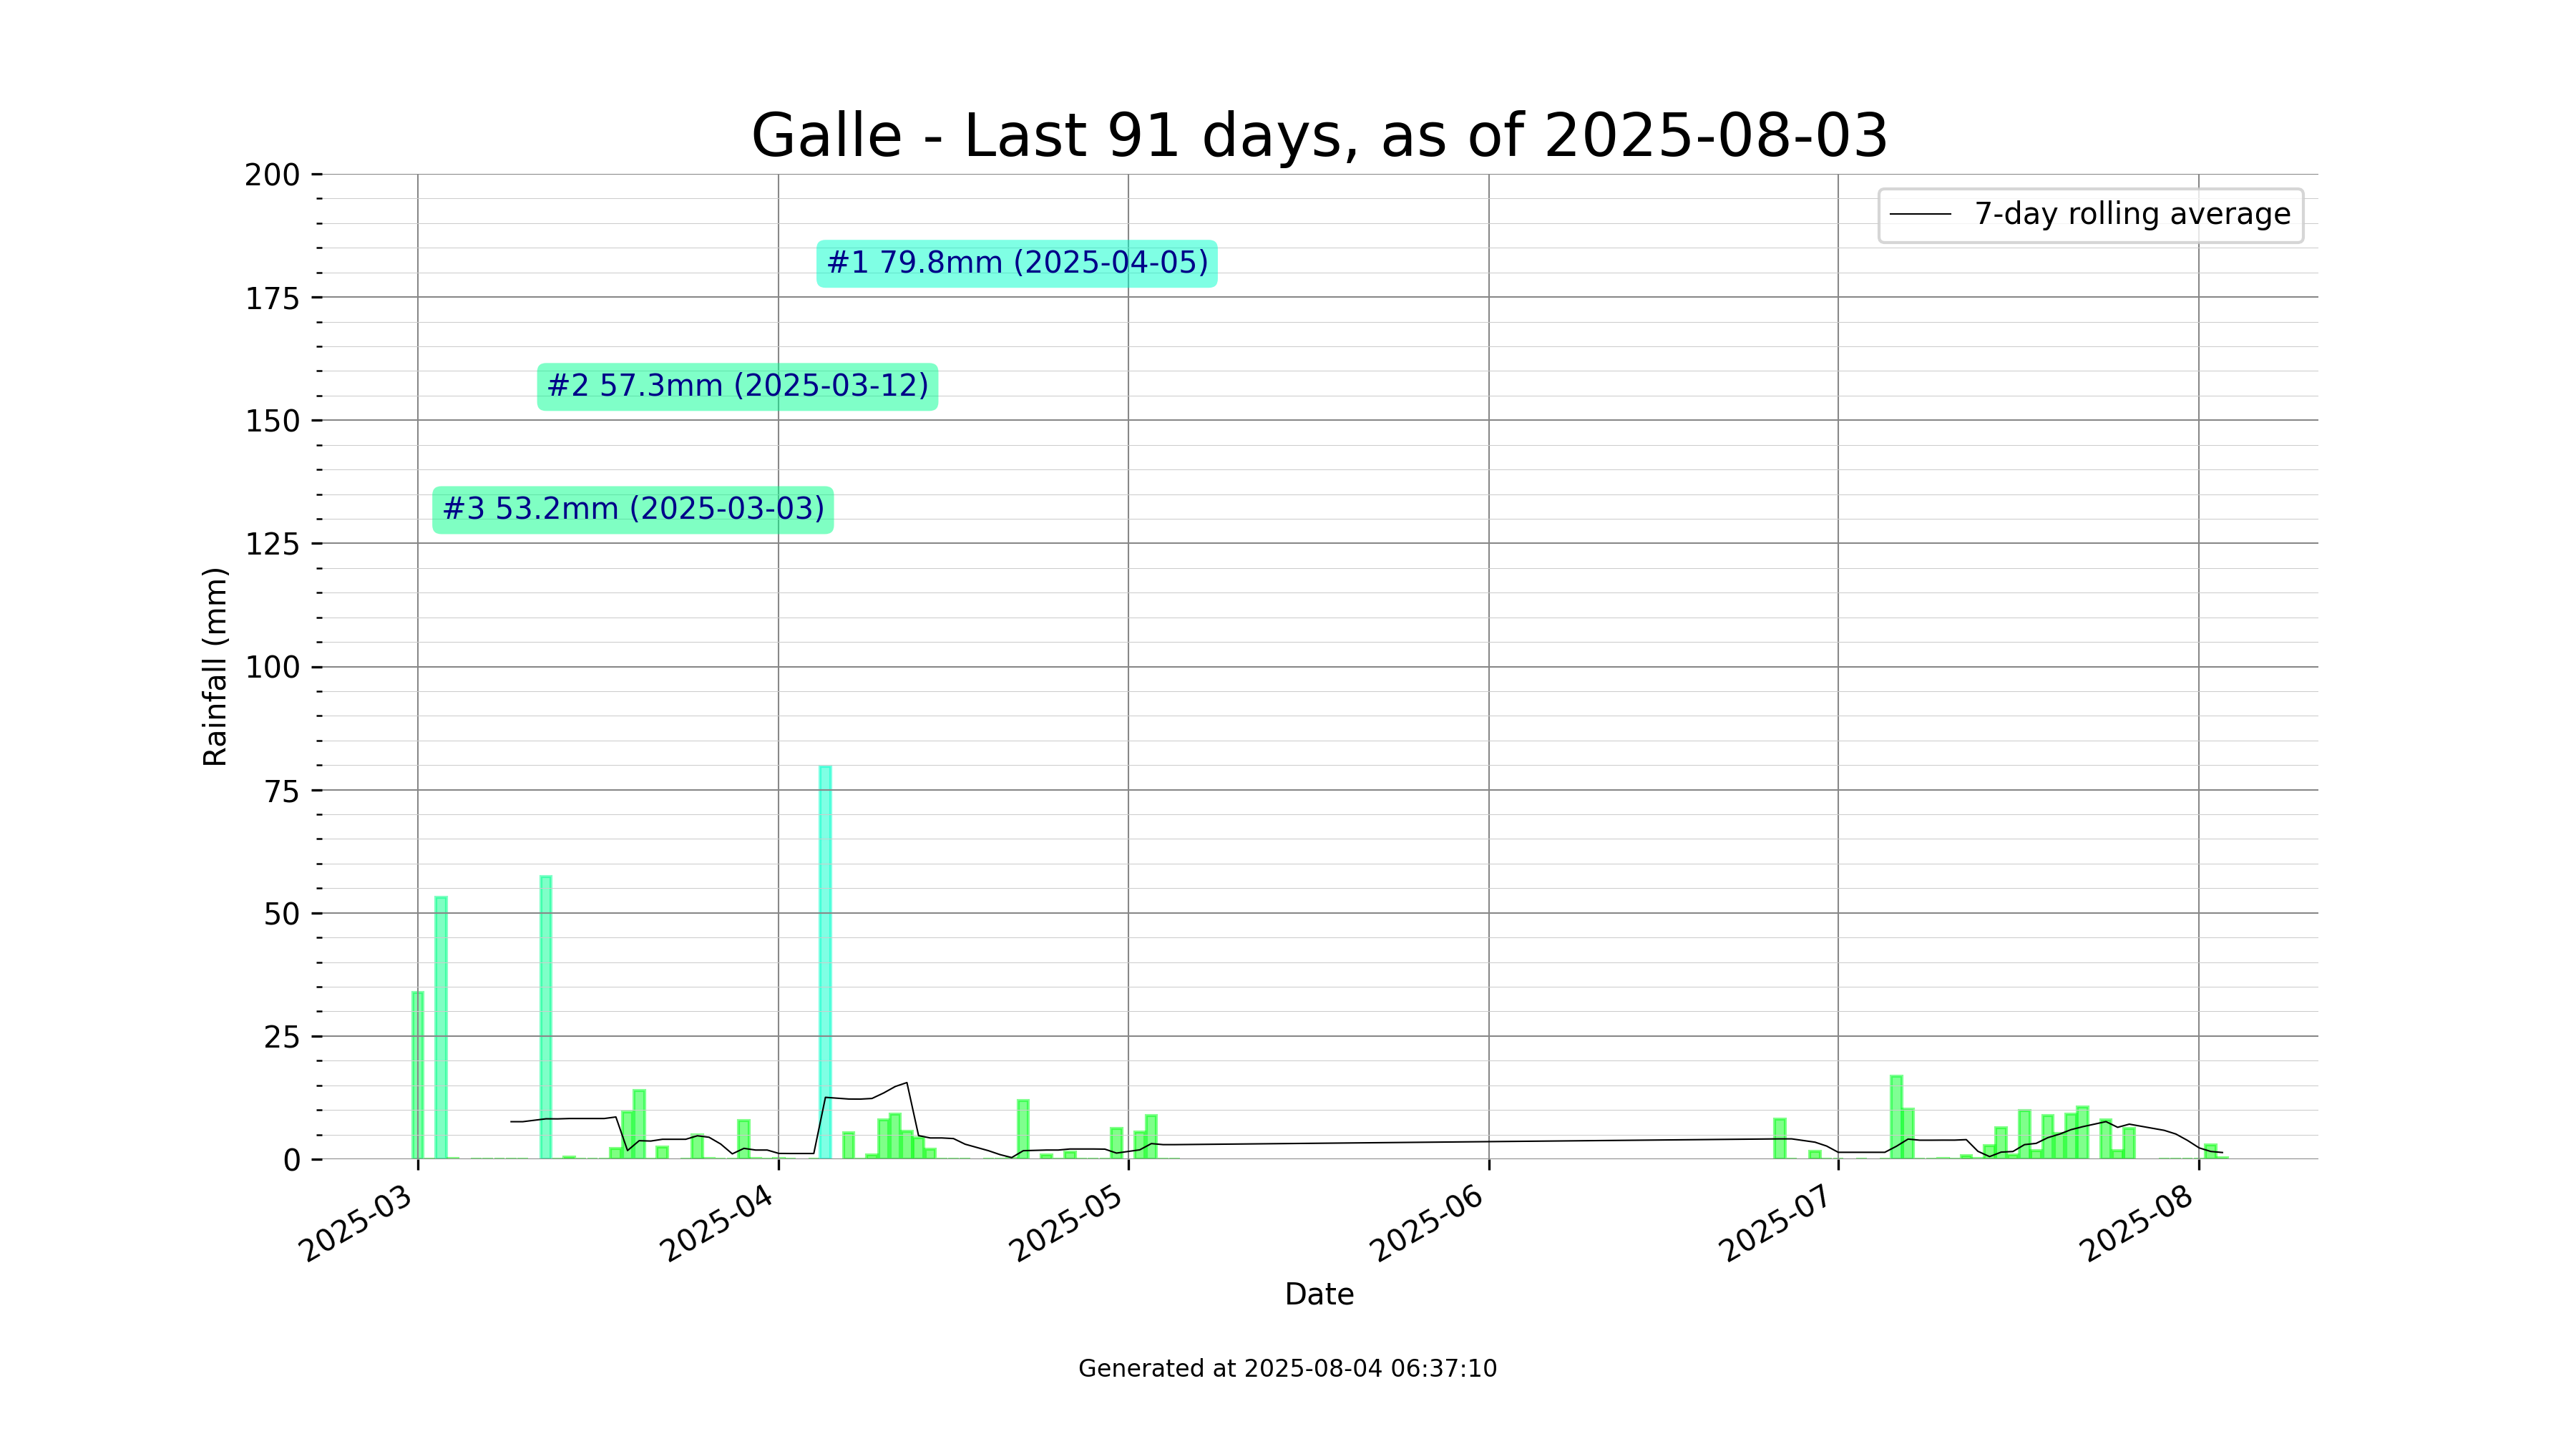 Galle - Last 91 days, as of 2025-08-03
200
175
150
125
100
75
50
25
0
Rainfall (mm)
7-day rolling average
#1 79.8mm (2025-04-05)
#2 57.3mm (2025-03-12)
#3 53.2mm (2025-03-03)
2025-03
2025-04
2025-05
2025-06
2025-07
2025-08
Date
Generated at 2025-08-04 06:37:10